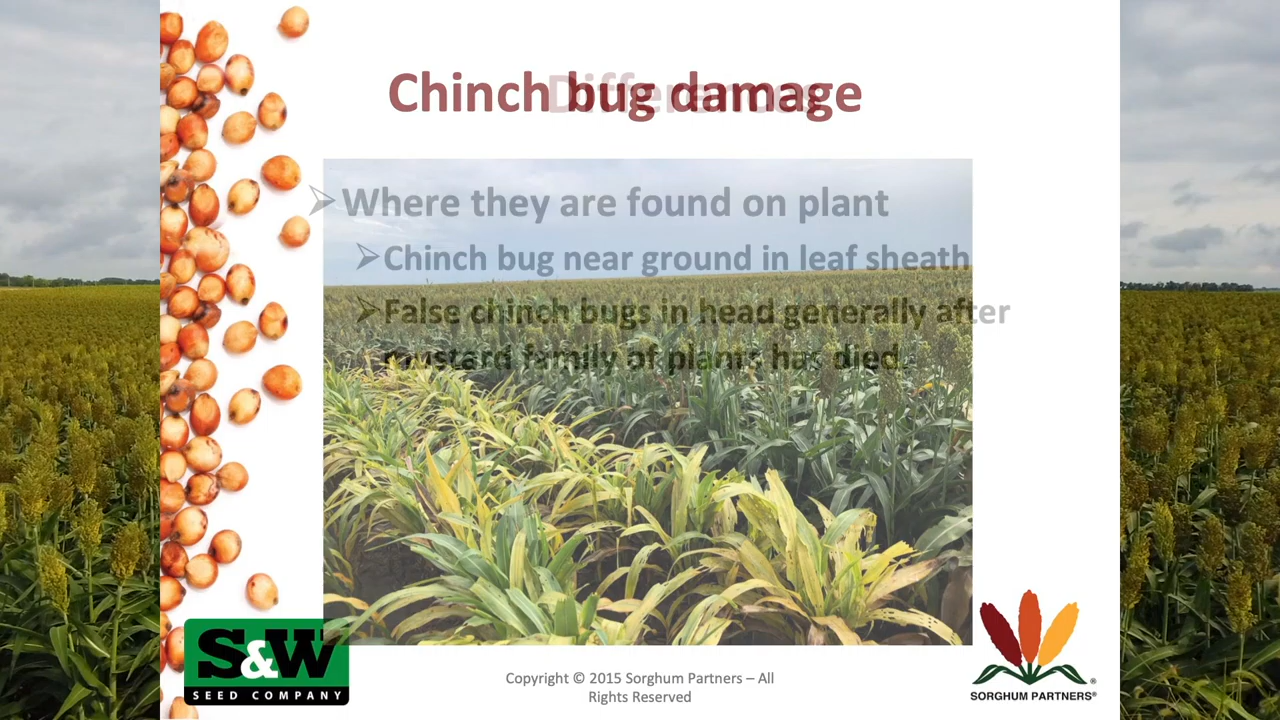 Chinch bug damage
Differences
Where they are found on plant
Chinch bug near ground in leaf sheath
False chinch bugs in head generally after
mustard family of plants has died.
S&W
SEED COMPANY
Copyright © 2015 Sorghum Partners – All
Rights Reserved
SORGHUM PARTNERS®